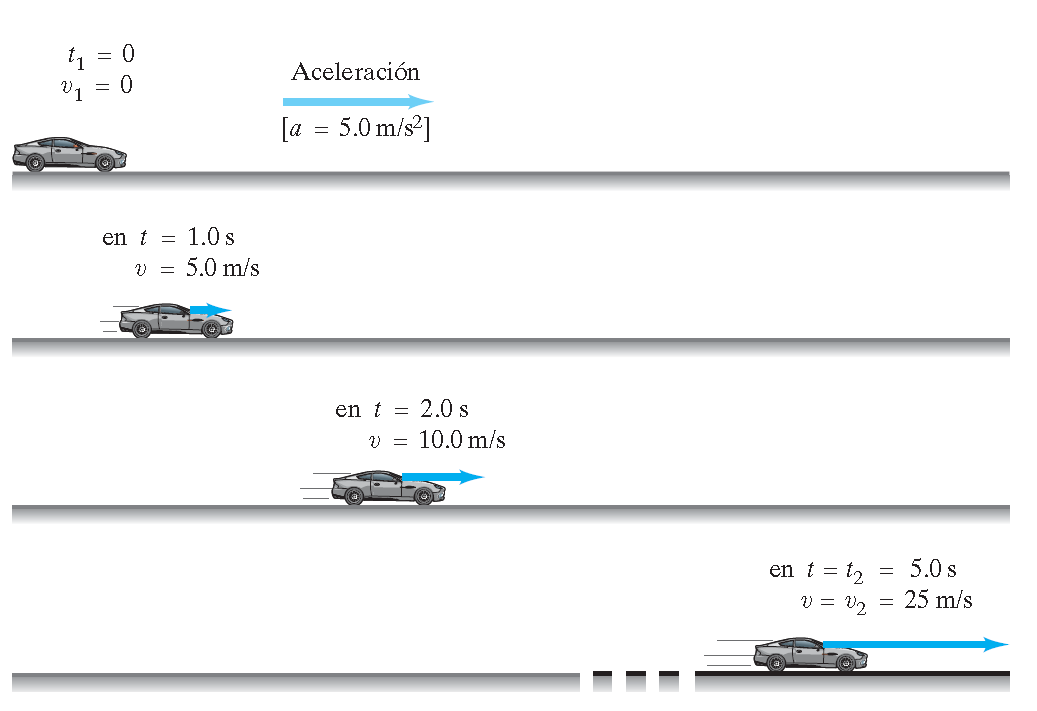 t₁ = 0
v₁ = 0
Aceleración
[a = 5.0 m/s²]
en t = 1.0 s
v = 5.0 m/s
en t = 2.0 s
v = 10.0 m/s
en t = t₂ = 5.0 s
v = v₂ = 25 m/s